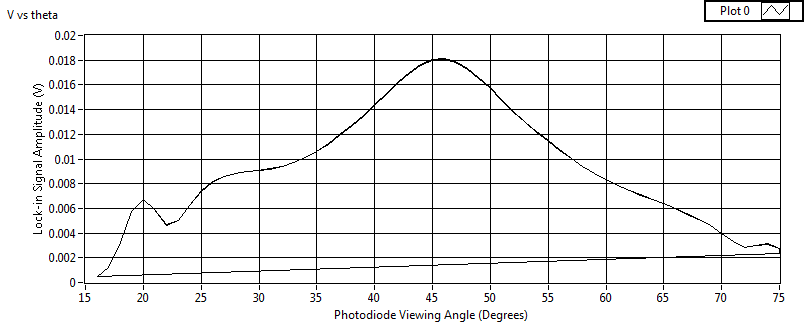 V vs theta
Plot 0
0.02
0.018
0.016
0.014
0.012
0.01
0.008
0.006
0.004
0.002
0
Lock-in Signal Amplitude (V)
15 20 25 30 35 40 45 50 55 60 65 70 75
Photodiode Viewing Angle (Degrees)